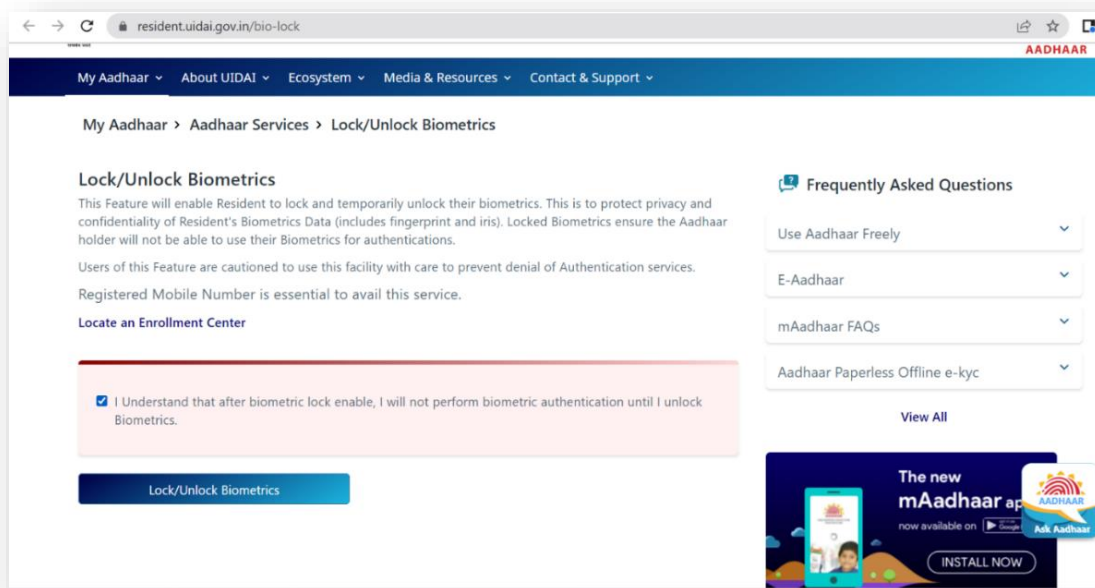 resident.uidai.gov.in/bio-lock
AADHAAR
My Aadhaar About UIDAI Ecosystem Media & Resources Contact & Support
My Aadhaar > Aadhaar Services > Lock/Unlock Biometrics
Lock/Unlock Biometrics
This Feature will enable Resident to lock and temporarily unlock their biometrics. This is to protect privacy and
confidentiality of Resident's Biometrics Data (includes fingerprint and iris). Locked Biometrics ensure the Aadhaar
holder will not be able to use their Biometrics for authentications.
Users of this Feature are cautioned to use this facility with care to prevent denial of Authentication services.
Registered Mobile Number is essential to avail this service.
Locate an Enrollment Center
I Understand that after biometric lock enable, I will not perform biometric authentication until I unlock
Biometrics.
Lock/Unlock Biometrics
Frequently Asked Questions
Use Aadhaar Freely
E-Aadhaar
mAadhaar FAQs
Aadhaar Paperless Offline e-kyc
View All
The new
mAadhaar ap
now available on Google
INSTALL NOW
AADHAAR
Ask Aadhaar